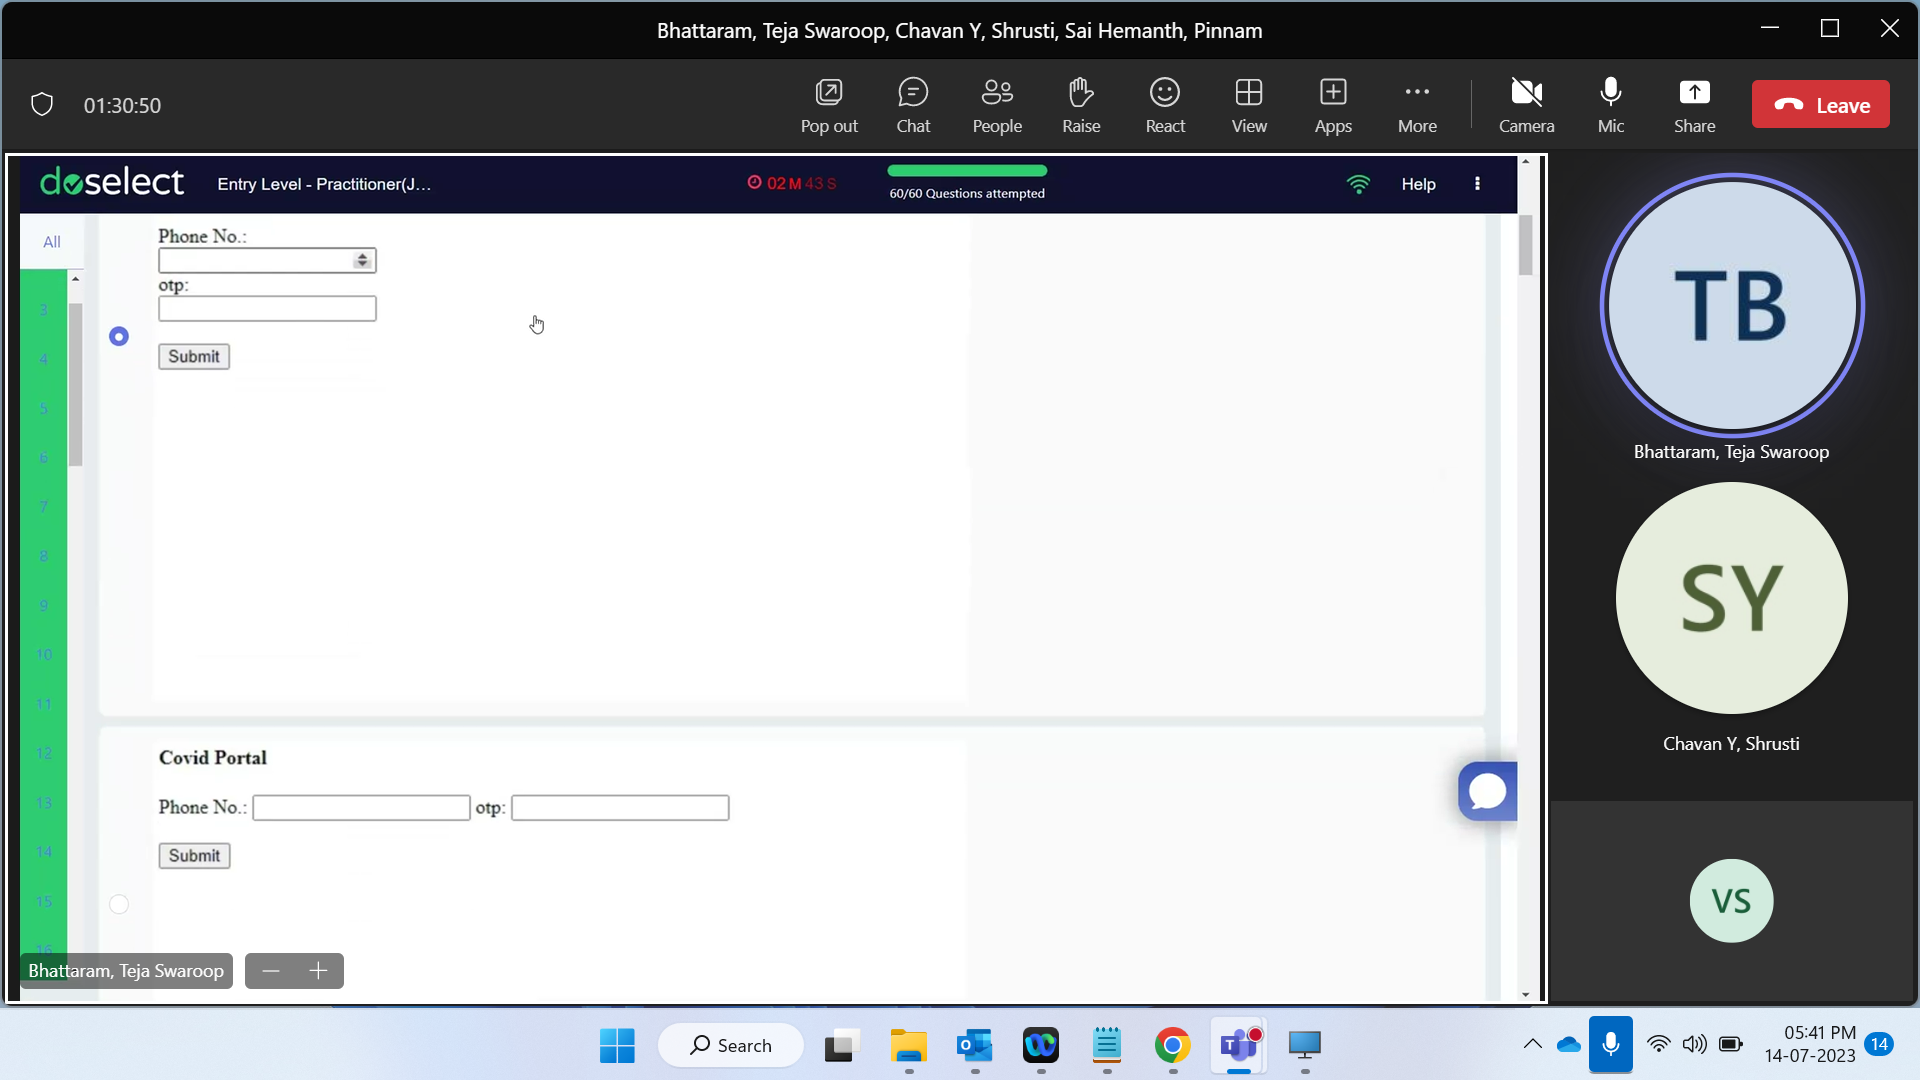 Bhattaram, Teja Swaroop, Chavan Y, Shrusti, Sai Hemanth, Pinnam
01:30:50
Pop out
Chat
People
Raise
React
View
Apps
More
Camera
Mic
Share
Leave
doselect
Entry Level - Practitioner(J...
02 M 43 S
60/60 Questions attempted
Help
All
3
4
5
6
7
8
9
10
11
12
13
14
15
16
Phone No.:
otp:
Submit
Covid Portal
Phone No.: otp:
Submit
Bhattaram, Teja Swaroop
TB
Bhattaram, Teja Swaroop
SY
Chavan Y, Shrusti
VS
Search
05:41 PM
14-07-2023
14